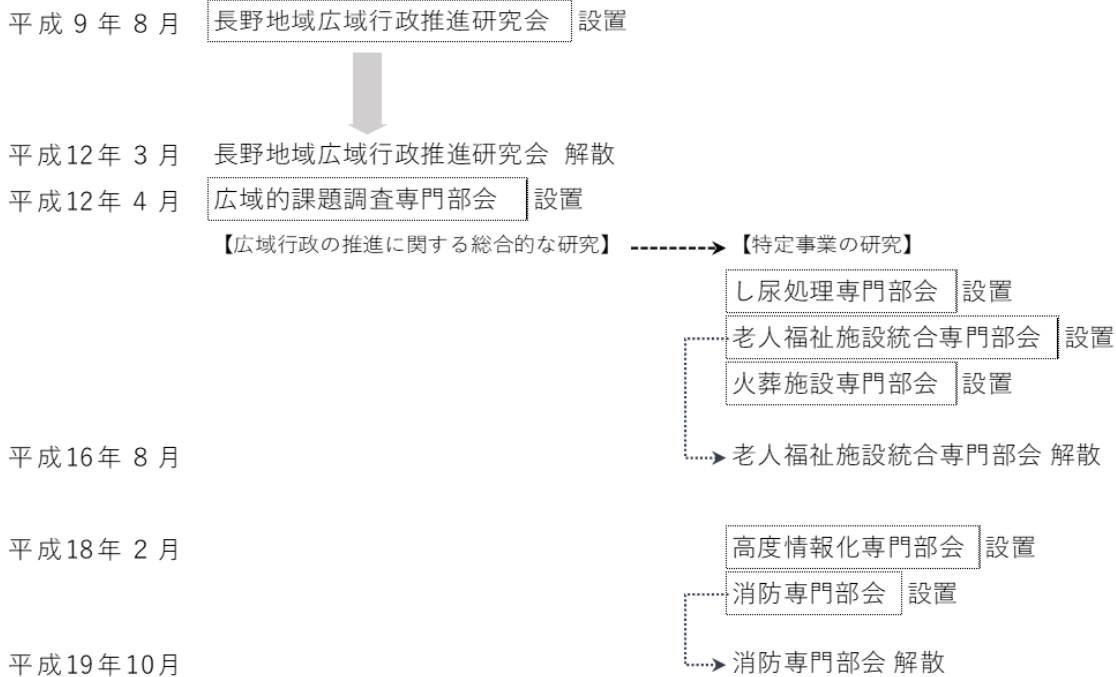 平成9年8月 長野地域広域行政推進研究会 設置
平成12年3月 長野地域広域行政推進研究会 解散
平成12年4月 広域的課題調査専門部会 設置
【広域行政の推進に関する総合的な研究】 【特定事業の研究】
し尿処理専門部会 設置
老人福祉施設統合専門部会 設置
火葬施設専門部会 設置
平成16年8月 老人福祉施設統合専門部会 解散
平成18年2月 高度情報化専門部会 設置
消防専門部会 設置
平成19年10月 消防専門部会 解散